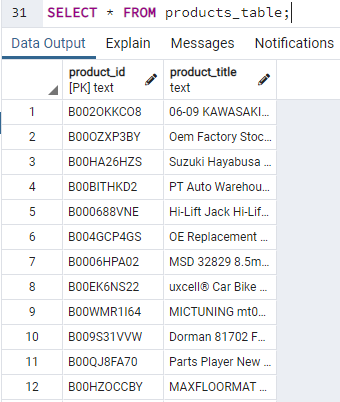 31 SELECT * FROM products_table;
Data Output Explain Messages Notifications
product_id product_title
[PK] text text
1 B002OKKCO8 06-09 KAWASAKI...
2 B00OZXP3BY Oem Factory Stoc...
3 B00HA26HZS Suzuki Hayabusa ...
4 B00BITHKD2 PT Auto Warehou...
5 B000688VNE Hi-Lift Jack Hi-Lif...
6 B004GCP4GS OE Replacement ...
7 B0006HPA02 MSD 32829 8.5m...
8 B00EK6NS22 uxcell® Car Bike ...
9 B00WMR1I64 MICTUNING mt0...
10 B009S31VVW Dorman 81702 F...
11 B00QJ8FA70 Parts Player New ...
12 B00HZOCCBY MAXFLOORMAT ...